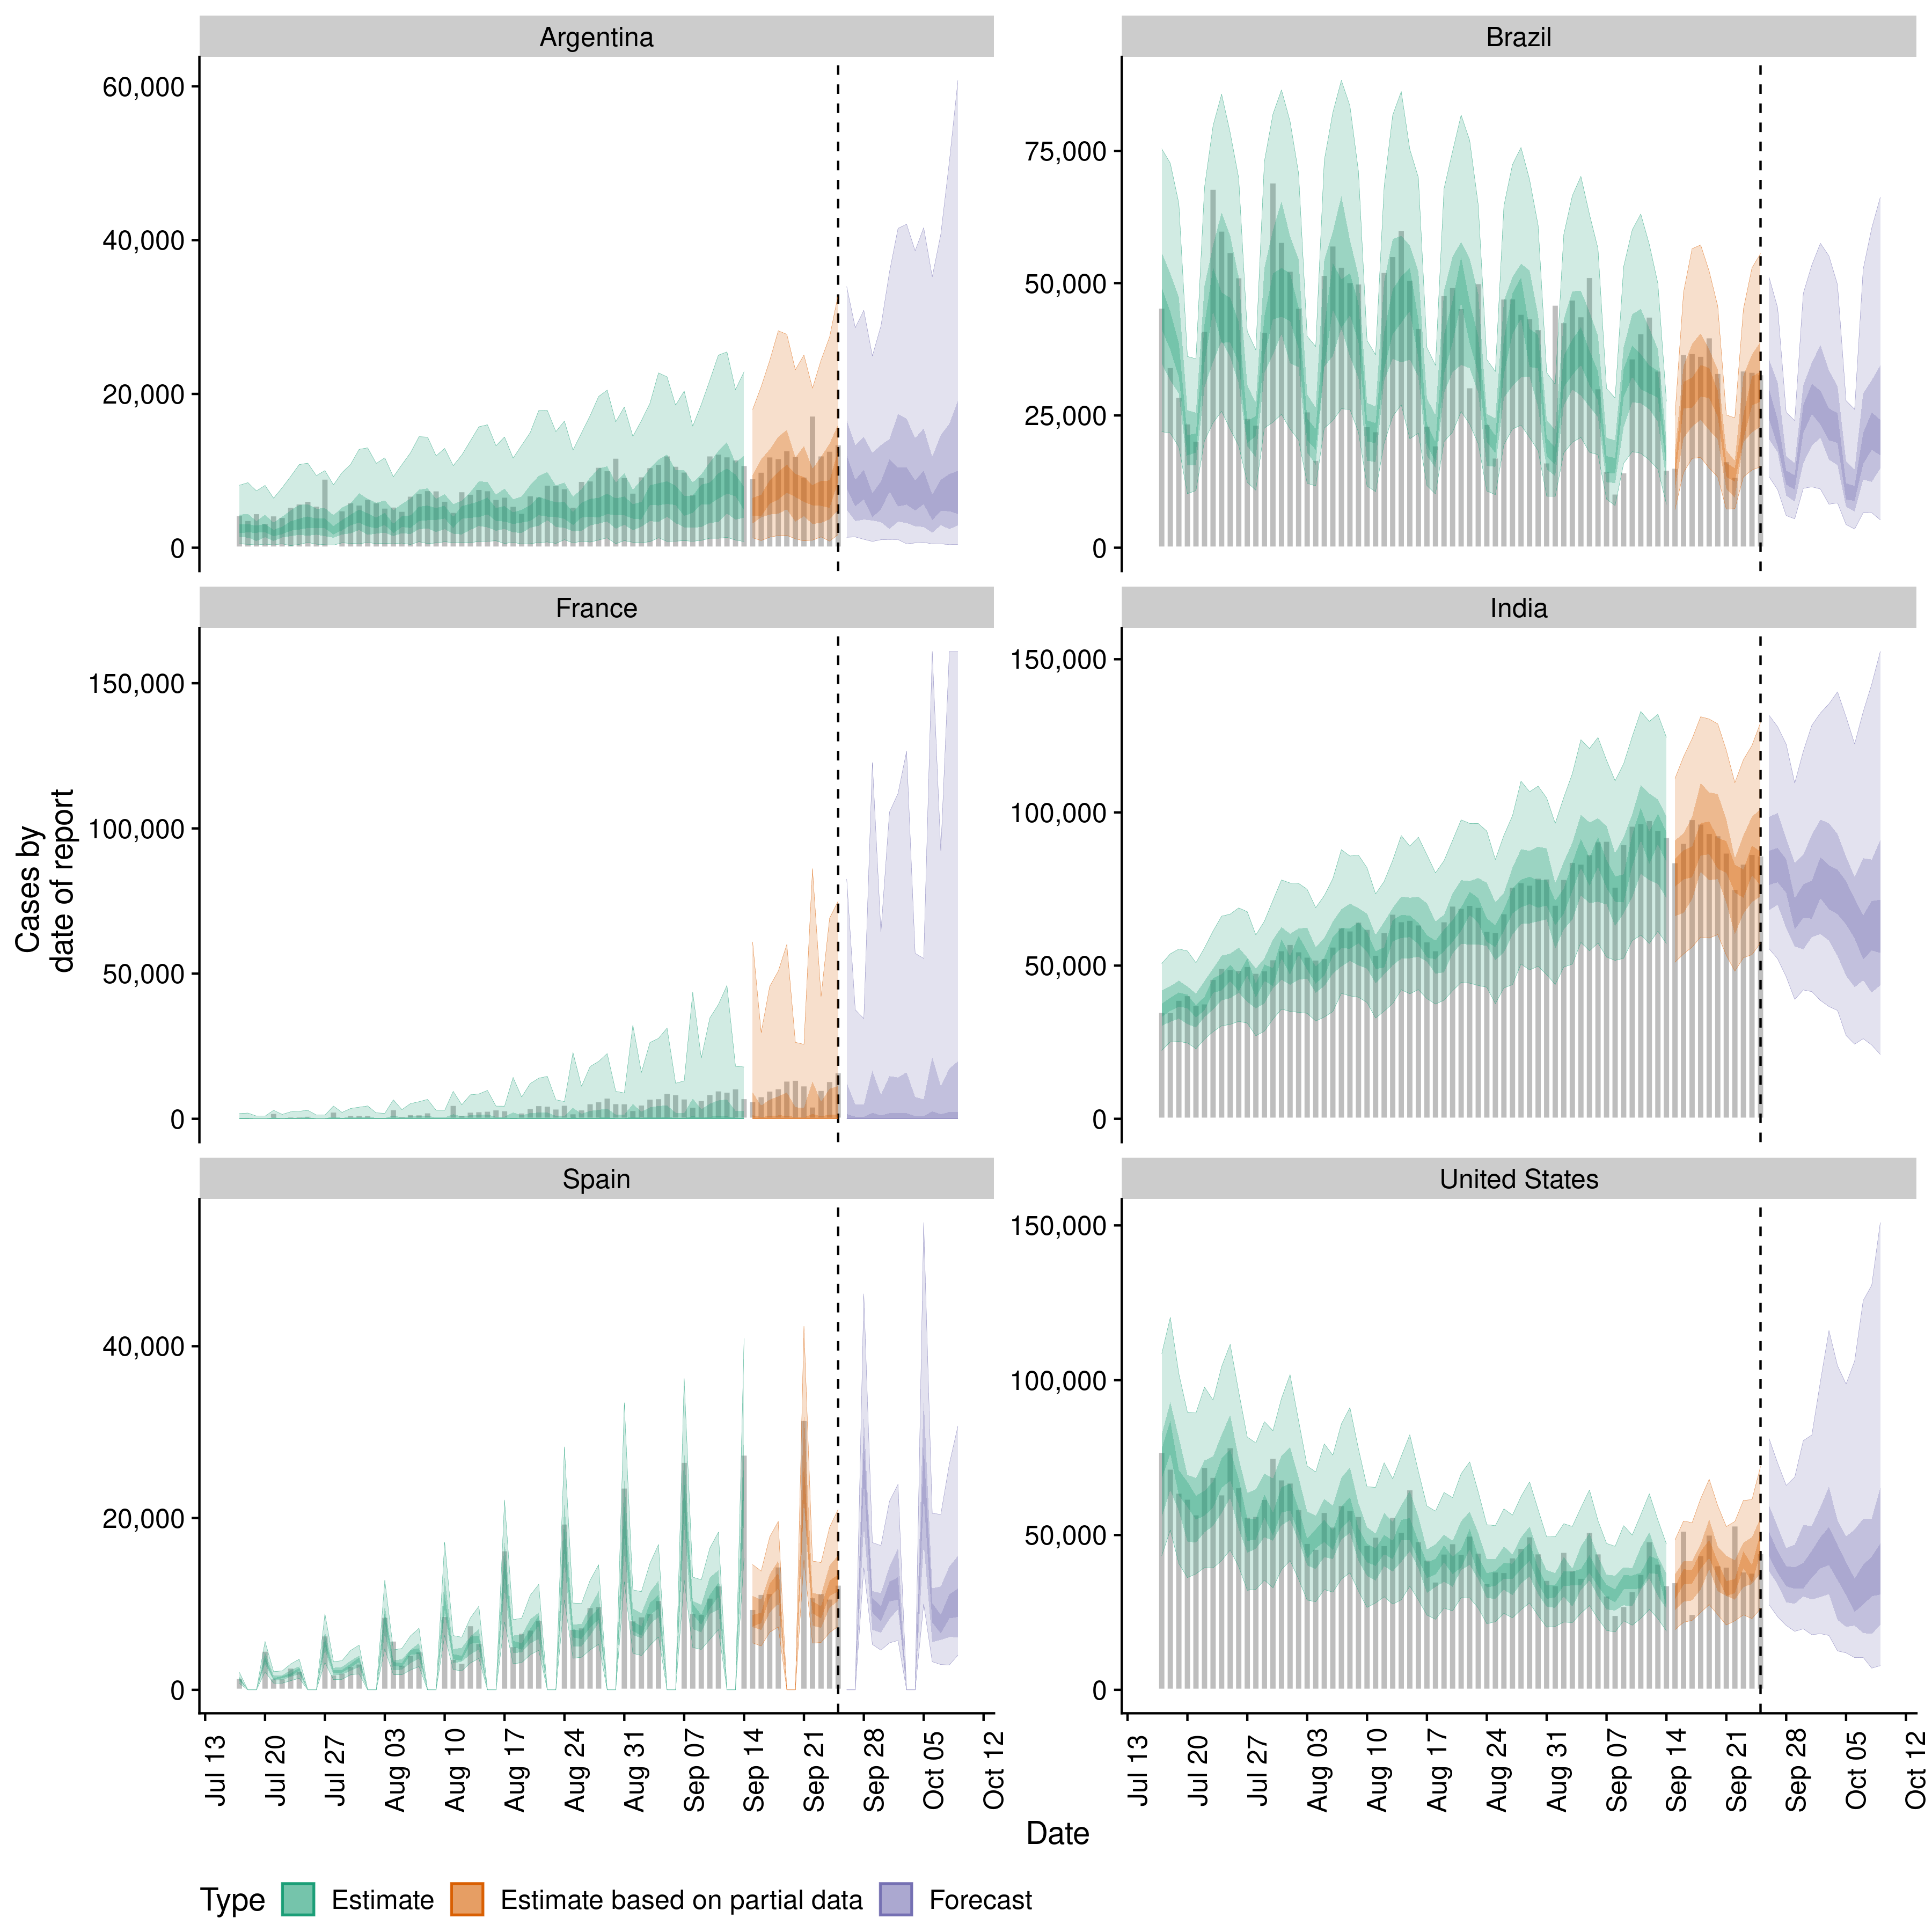 Argentina
Brazil
60,000
40,000
20,000
0
75,000
50,000
25,000
0
France
India
150,000
100,000
50,000
0
150,000
100,000
50,000
0
Cases by
date of report
Spain
United States
40,000
20,000
0
150,000
100,000
50,000
0
Jul 13
Jul 20
Jul 27
Aug 03
Aug 10
Aug 17
Aug 24
Aug 31
Sep 07
Sep 14
Sep 21
Sep 28
Oct 05
Oct 12
Jul 13
Jul 20
Jul 27
Aug 03
Aug 10
Aug 17
Aug 24
Aug 31
Sep 07
Sep 14
Sep 21
Sep 28
Oct 05
Oct 12
Date
Type Estimate Estimate based on partial data Forecast